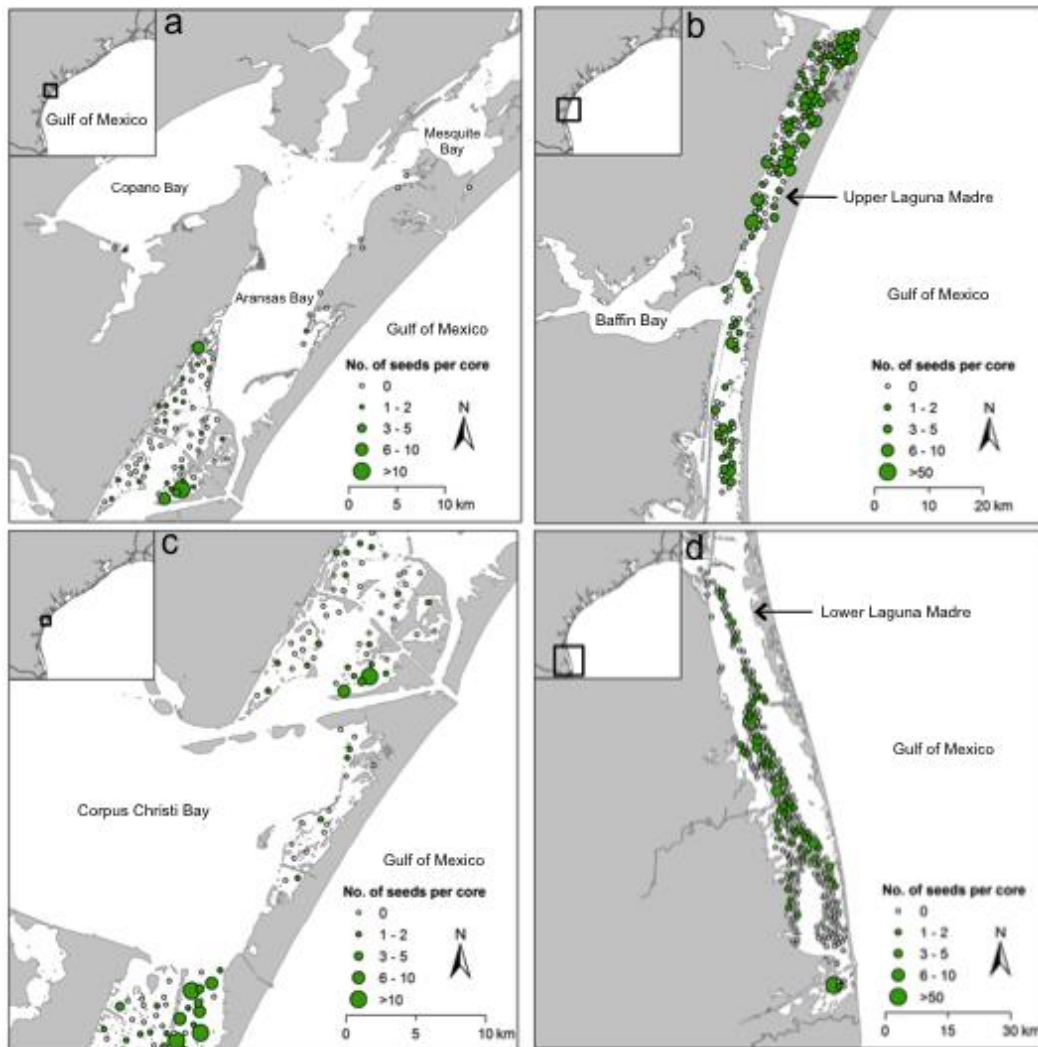 a
Gulf of Mexico
Mesquite
Bay
Copano Bay
Aransas Bay
Gulf of Mexico
No. of seeds per core
0
1 - 2
3 - 5
6 - 10
>10
N
0 5 10 km
b
Upper Laguna Madre
Gulf of Mexico
Baffin Bay
No. of seeds per core
0
1 - 2
3 - 5
6 - 10
>50
N
0 10 20 km
c
Corpus Christi Bay
Gulf of Mexico
No. of seeds per core
0
1 - 2
3 - 5
6 - 10
>10
N
0 5 10 km
d
Lower Laguna Madre
Gulf of Mexico
No. of seeds per core
0
1 - 2
3 - 5
6 - 10
>50
N
0 15 30 km